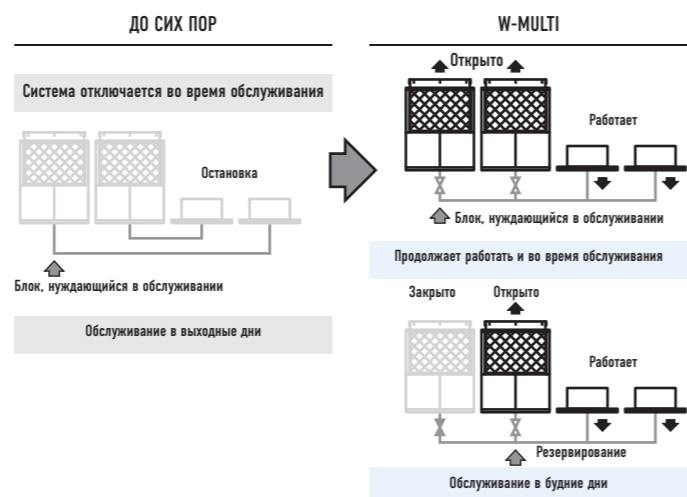 ДО СИХ ПОР
Система отключается во время обслуживания
Остановка
Блок, нуждающийся в обслуживании
Обслуживание в выходные дни
W-MULTI
Открыто
Работает
Блок, нуждающийся в обслуживании
Продолжает работать и во время обслуживания
Закрыто
Открыто
Работает
Резервирование
Обслуживание в будние дни